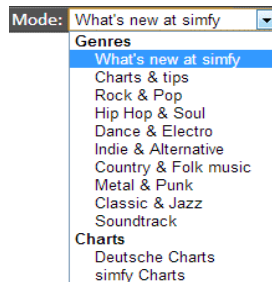 Mode: What's new at simfy
Genres
What's new at simfy
Charts & tips
Rock & Pop
Hip Hop & Soul
Dance & Electro
Indie & Alternative
Country & Folk music
Metal & Punk
Classic & Jazz
Soundtrack
Charts
Deutsche Charts
simfy Charts